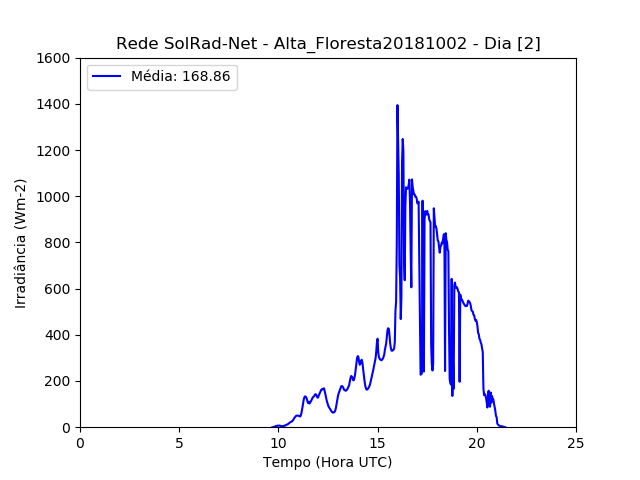 Rede SolRad-Net - Alta_Floresta20181002 - Dia [2]
Média: 168.86
Irradiância (Wm-2)
1600
1400
1200
1000
800
600
400
200
0
0 5 10 15 20 25
Tempo (Hora UTC)